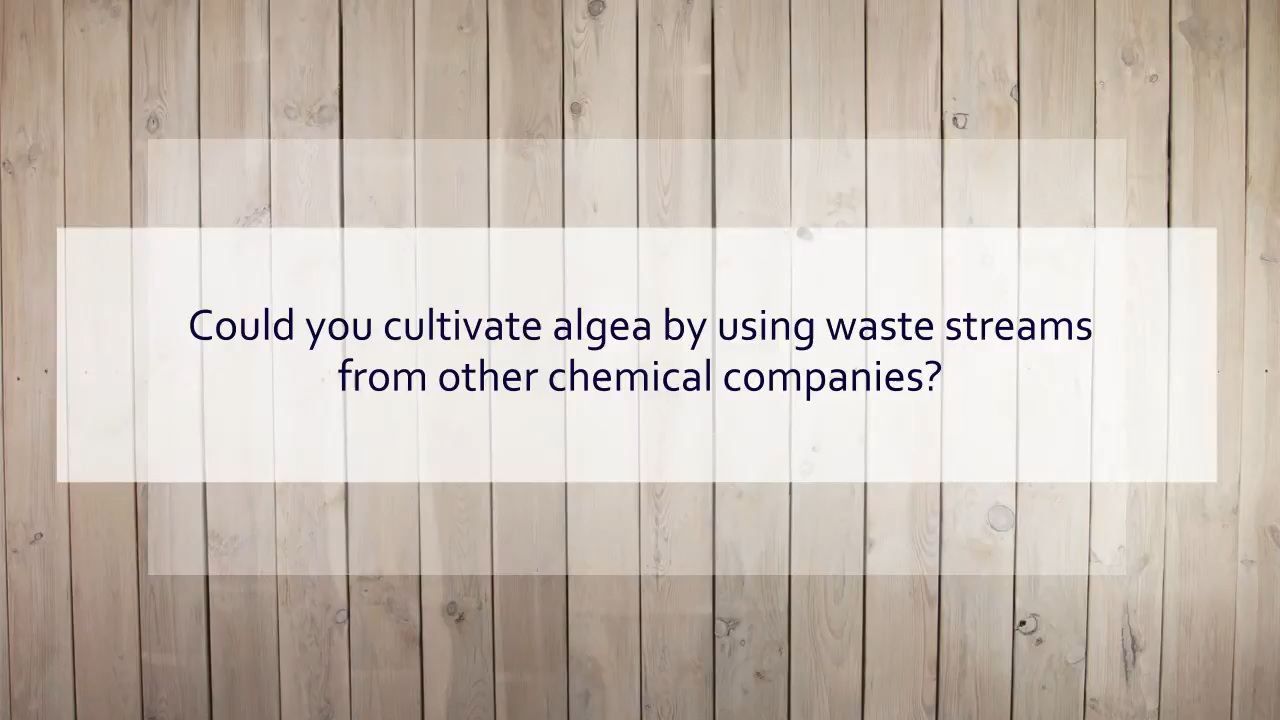 Could you cultivate algea by using waste streams
from other chemical companies?